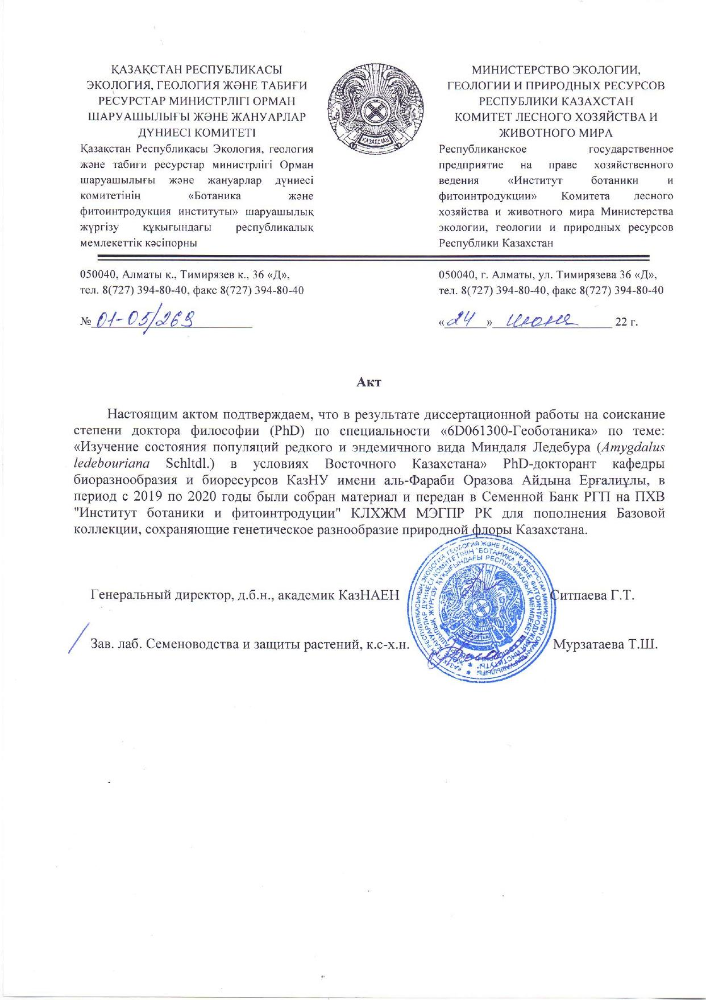 ҚАЗАҚСТАН РЕСПУБЛИКАСЫ
ЭКОЛОГИЯ, ГЕОЛОГИЯ ЖӘНЕ ТАБИҒИ
РЕСУРСТАР МИНИСТРЛІГІ ОРМАН
ШАРУАШЫЛЫҒЫ ЖӘНЕ ЖАНУАРЛАР
ДҮНИЕСІ КОМИТЕТІ
Қазақстан Республикасы Экология, геология
және табиғи ресурстар министрлігі Орман
шаруашылығы және жануарлар дүниесі
комитетінің «Ботаника және
фитоинтродукция институты» шаруашылық
жүргізу құқығындағы республикалық
мемлекеттік кәсіпорны
ҚАЗАХСТАН
МИНИСТЕРСТВО ЭКОЛОГИИ,
ГЕОЛОГИИ И ПРИРОДНЫХ РЕСУРСОВ
РЕСПУБЛИКИ КАЗАХСТАН
КОМИТЕТ ЛЕСНОГО ХОЗЯЙСТВА И
ЖИВОТНОГО МИРА
Республиканское государственное
предприятие на праве хозяйственного
ведения «Институт ботаники и
фитоинтродукции» Комитета лесного
хозяйства и животного мира Министерства
экологии, геологии и природных ресурсов
Республики Казахстан
050040, Алматы к., Тимирязев к., 36 «Д»,
тел. 8(727) 394-80-40, факс 8(727) 394-80-40
№ 01-05/269
050040, г. Алматы, ул. Тимирязева 36 «Д»,
тел. 8(727) 394-80-40, факс 8(727) 394-80-40
«24» июня 22 г.
Акт
Настоящим актом подтверждаем, что в результате диссертационной работы на соискание
степени доктора философии (PhD) по специальности «6D061300-Геоботаника» по теме:
«Изучение состояния популяций редкого и эндемичного вида Миндаля Ледебура (Amygdalus
ledebouriana Schltdl.) в условиях Восточного Казахстана» PhD-докторант кафедры
биоразнообразия и биоресурсов КазНУ имени аль-Фараби Оразова Айдына Ерғалиұлы, в
период с 2019 по 2020 годы были собран материал и передан в Семенной Банк РГП на ПХВ
"Институт ботаники и фитоинтродуции" КЛХЖМ МЭГПР РК для пополнения Базовой
коллекции, сохраняющие генетическое разнообразие природной флоры Казахстана.
Генеральный директор, д.б.н., академик КазНАЕН Ситпаева Г.Т.
Зав. лаб. Семеноводства и защиты растений, к.с-х.н. Мурзатаева Т.Ш.